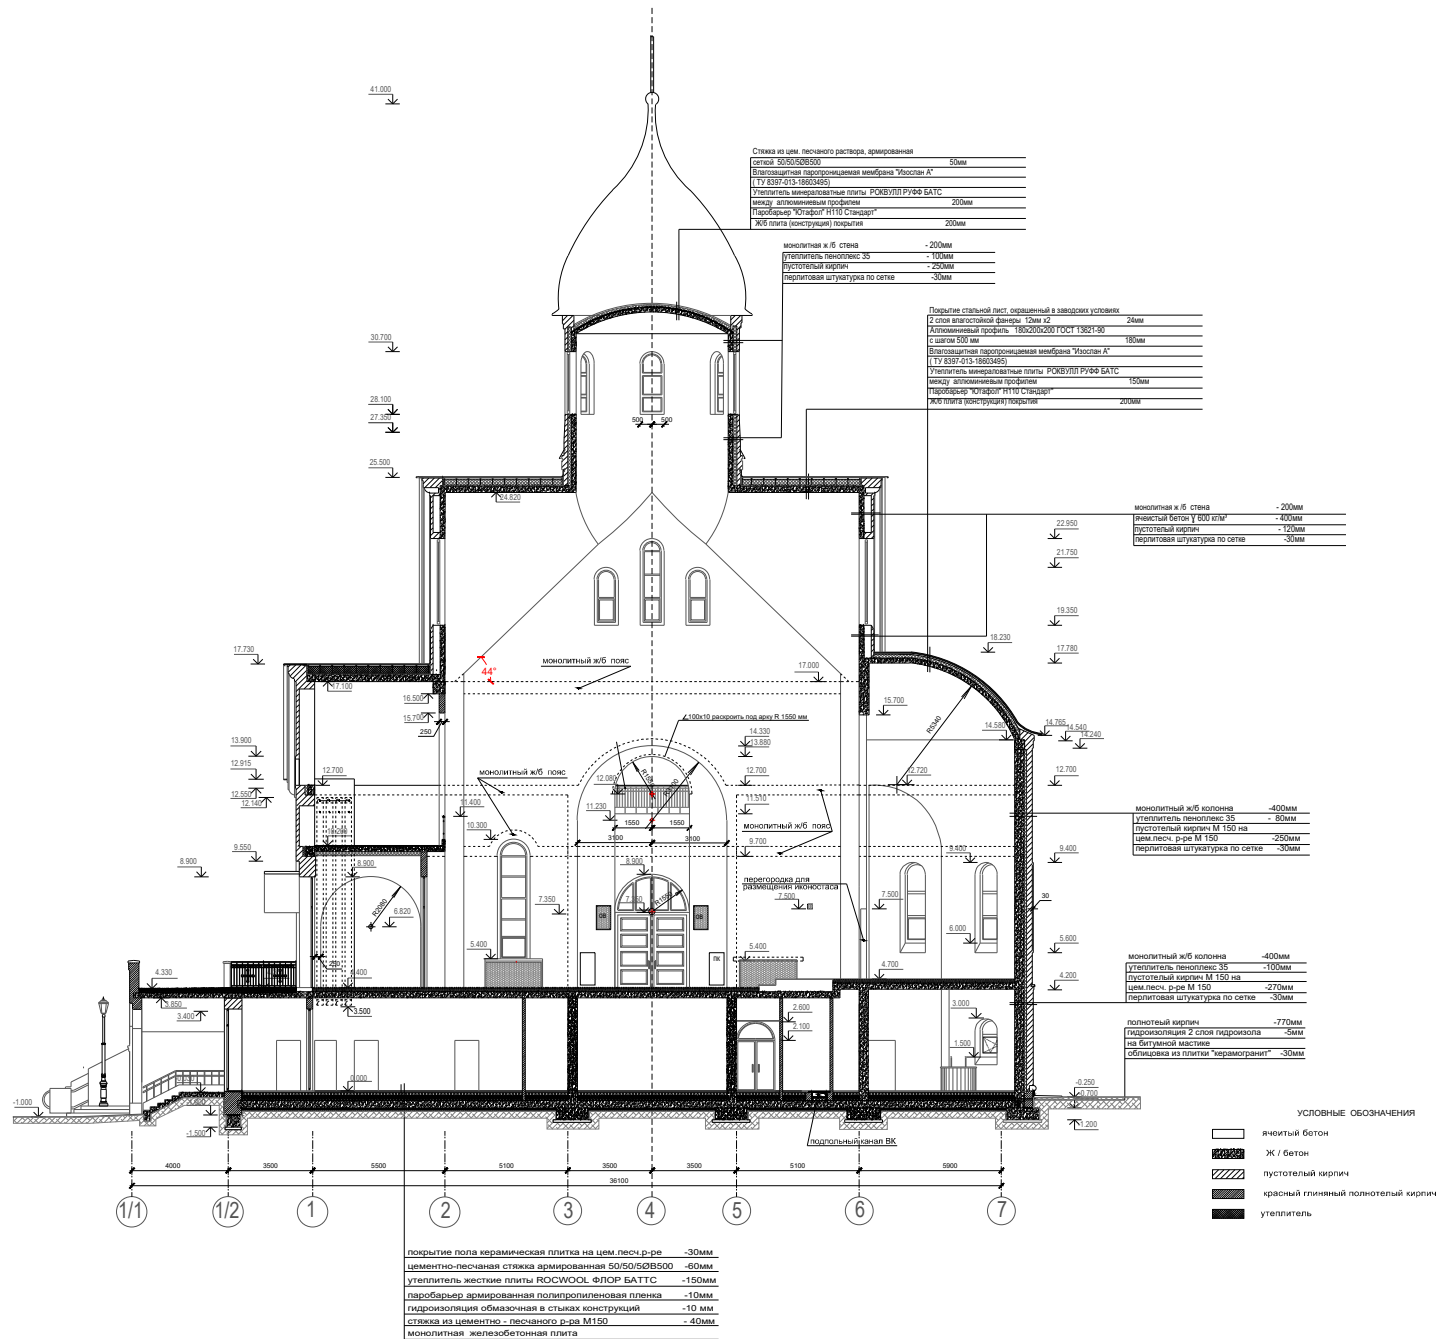 41.000
Стяжка из цем. песчаного раствора, армированная
сеткой 50/50/5ØВ500 50мм
Влагозащитная паропроницаемая мембрана "Изоспан А"
( ТУ 8397-013-18603495)
Утеплитель минераловатные плиты РОКВУЛЛ РУФФ БАТС
между аллюминиевым профилем 200мм
Паробарьер "Ютафол" Н110 Стандарт"
Ж/б плита (конструкция) покрытия 200мм
монолитная ж /б стена - 200мм
утеплитель пеноплекс 35 - 100мм
пустотелый кирпич - 250мм
перлитовая штукатурка по сетке -30мм
Покрытие стальной лист, окрашенный в заводских условиях
2 слоя влагостойкой фанеры 12мм х2 24мм
Аллюминиевый профиль 180х200х200 ГОСТ 13621-90
с шагом 500 мм 180мм
Влагозащитная паропроницаемая мембрана "Изоспан А"
( ТУ 8397-013-18603495)
Утеплитель минераловатные плиты РОКВУЛЛ РУФФ БАТС
между аллюминиевым профилем 150мм
Паробарьер "Ютафол" Н110 Стандарт"
Ж/б плита (конструкция) покрытия 200мм
30.700
28.100
27.350
500 500
25.500
24.820
монолитная ж /б стена - 200мм
ячеистый бетон Ɣ 600 кг/м³ - 400мм
пустотелый кирпич - 120мм
перлитовая штукатурка по сетке -30мм
22.950
21.750
19.350
18.230
17.780
17.730
44°
монолитный ж/б пояс
17.000
17.100
16.500
15.700
250
15.700
R5340
∠100х10 раскроить под арку R 1550 мм
14.330
13.880
14.580
14.765
14.540
14.240
13.900
12.915
12.550
12.140
12.700
монолитный ж/б пояс
12.080
R3100
12.700
12.720
12.700
11.400
11.230
11.510
1550 1550
3100 3100
10.300
монолитный ж/б пояс
монолитный ж/б колонна -400мм
утеплитель пеноплекс 35 - 80мм
пустотелый кирпич М 150 на
цем.песч. р-ре М 150 -250мм
перлитовая штукатурка по сетке -30мм
9.550
9.700
9.400
9.400
8.900
8.900
8.900
перегородка для
размещения иконостаса
R2080
6.820
7.350
R1550
ОВ
ОВ
7.500
7.500
30
6.000
5.600
5.400
5.400
ПК
4.330
4.400
4.700
4.200
монолитный ж/б колонна -400мм
утеплитель пеноплекс 35 -100мм
пустотелый кирпич М 150 на
цем.песч. р-ре М 150 -270мм
перлитовая штукатурка по сетке -30мм
3.850
3.400
3.500
2.600
2.100
3.000
1.500
полнотеый кирпич -770мм
гидроизоляция 2 слоя гидроизола -5мм
на битумной мастике
облицовка из плитки "керамогранит" -30мм
0.000
-0.250
-0.700
-1.000
-1.500
1.200
подпольный канал ВК
УСЛОВНЫЕ ОБОЗНАЧЕНИЯ
ячеитый бетон
Ж / бетон
пустотелый кирпич
красный глиняный полнотелый кирпич
утеплитель
4000 3500 5500 5100 3500 3500 5100 5900
36100
1/1 1/2 1 2 3 4 5 6 7
покрытие пола керамическая плитка на цем.песч.р-ре -30мм
цементно-песчаная стяжка армированная 50/50/5ØВ500 -60мм
утеплитель жесткие плиты ROCWOOL ФЛОР БАТТС -150мм
паробарьер армированная полипропиленовая пленка -10мм
гидроизоляция обмазочная в стыках конструкций -10 мм
стяжка из цементно - песчаного р-ра М150 - 40мм
монолитная железобетонная плита